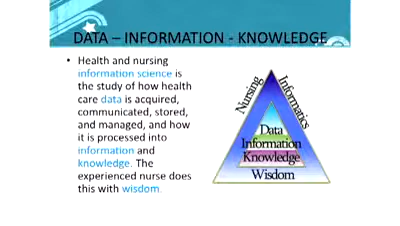 DATA – INFORMATION - KNOWLEDGE
• Health and nursing
information science is
the study of how health
care data is acquired,
communicated, stored,
and managed, and how
it is processed into
information and
knowledge. The
experienced nurse does
this with wisdom.
Nursing
Informatics
Data
Information
Knowledge
Wisdom